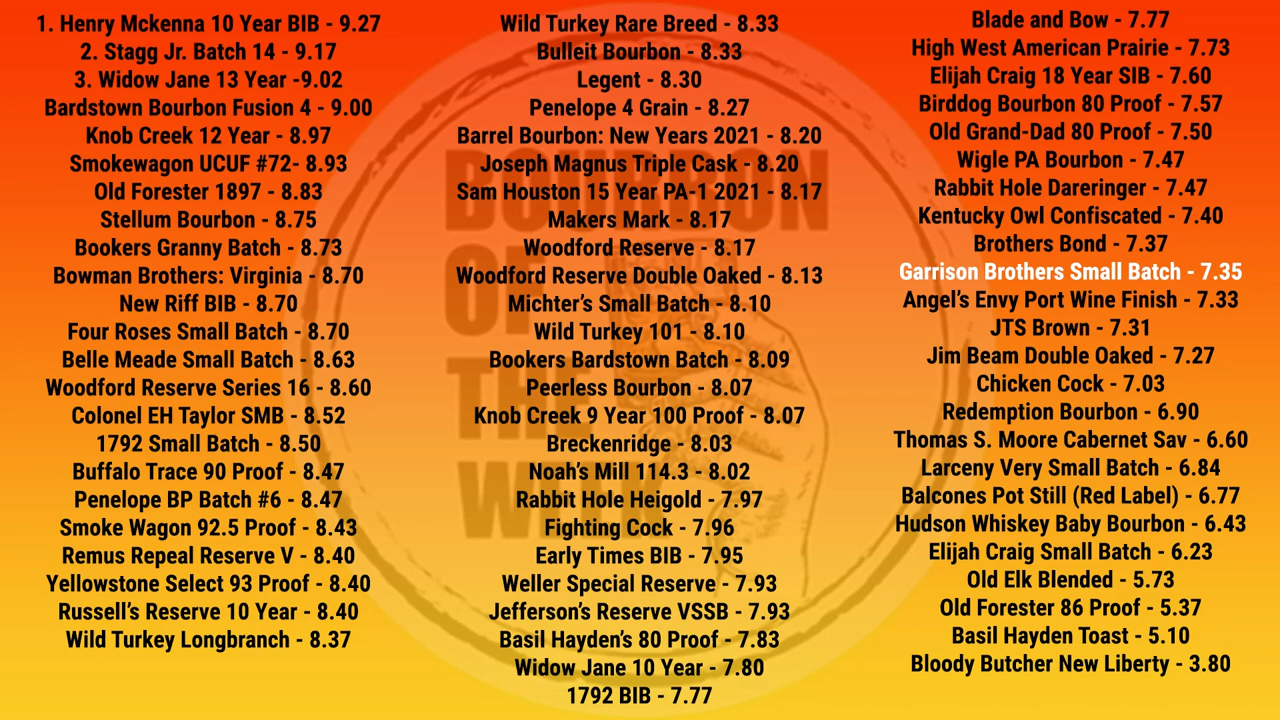 1. Henry Mckenna 10 Year BIB - 9.27
2. Stagg Jr. Batch 14 - 9.17
3. Widow Jane 13 Year -9.02
Bardstown Bourbon Fusion 4 - 9.00
Knob Creek 12 Year - 8.97
Smokewagon UCUF #72- 8.93
Old Forester 1897 - 8.83
Stellum Bourbon - 8.75
Bookers Granny Batch - 8.73
Bowman Brothers: Virginia - 8.70
New Riff BIB - 8.70
Four Roses Small Batch - 8.70
Belle Meade Small Batch - 8.63
Woodford Reserve Series 16 - 8.60
Colonel EH Taylor SMB - 8.52
1792 Small Batch - 8.50
Buffalo Trace 90 Proof - 8.47
Penelope BP Batch #6 - 8.47
Smoke Wagon 92.5 Proof - 8.43
Remus Repeal Reserve V - 8.40
Yellowstone Select 93 Proof - 8.40
Russell's Reserve 10 Year - 8.40
Wild Turkey Longbranch - 8.37
Wild Turkey Rare Breed - 8.33
Bulleit Bourbon - 8.33
Legent - 8.30
Penelope 4 Grain - 8.27
Barrel Bourbon: New Years 2021 - 8.20
Joseph Magnus Triple Cask - 8.20
Sam Houston 15 Year PA-1 2021 - 8.17
Makers Mark - 8.17
Woodford Reserve - 8.17
Woodford Reserve Double Oaked - 8.13
Michter's Small Batch - 8.10
Wild Turkey 101 - 8.10
Bookers Bardstown Batch - 8.09
Peerless Bourbon - 8.07
Knob Creek 9 Year 100 Proof - 8.07
Breckenridge - 8.03
Noah's Mill 114.3 - 8.02
Rabbit Hole Heigold - 7.97
Fighting Cock - 7.96
Early Times BIB - 7.95
Weller Special Reserve - 7.93
Jefferson's Reserve VSSB - 7.93
Basil Hayden's 80 Proof - 7.83
Widow Jane 10 Year - 7.80
1792 BIB - 7.77
Blade and Bow - 7.77
High West American Prairie - 7.73
Elijah Craig 18 Year SIB - 7.60
Birddog Bourbon 80 Proof - 7.57
Old Grand-Dad 80 Proof - 7.50
Wigle PA Bourbon - 7.47
Rabbit Hole Dareringer - 7.47
Kentucky Owl Confiscated - 7.40
Brothers Bond - 7.37
Garrison Brothers Small Batch - 7.35
Angel's Envy Port Wine Finish - 7.33
JTS Brown - 7.31
Jim Beam Double Oaked - 7.27
Chicken Cock - 7.03
Redemption Bourbon - 6.90
Thomas S. Moore Cabernet Sav - 6.60
Larceny Very Small Batch - 6.84
Balcones Pot Still (Red Label) - 6.77
Hudson Whiskey Baby Bourbon - 6.43
Elijah Craig Small Batch - 6.23
Old Elk Blended - 5.73
Old Forester 86 Proof - 5.37
Basil Hayden Toast - 5.10
Bloody Butcher New Liberty - 3.80
BOURBON
OF
THE
WEEK